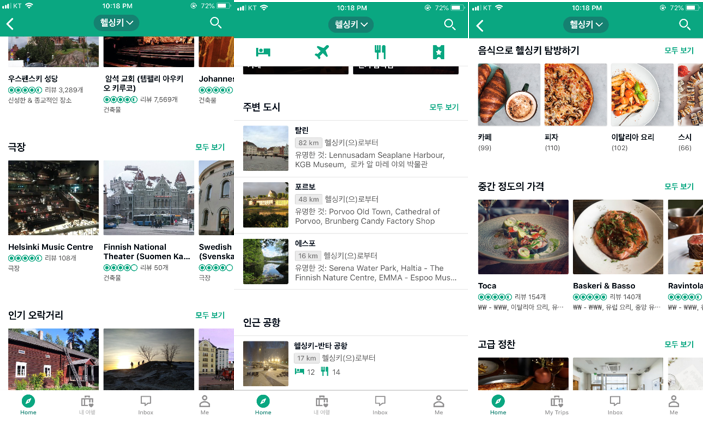 KT 10:18 PM 72%
헬싱키
우스펜스키 성당
리뷰 3,289개
신성한 & 종교적인 장소
암석 교회 (템펠리 아우키
오 키루코)
리뷰 7,569개
건축물
Johannes
건축물
극장
모두 보기
Helsinki Music Centre
리뷰 108개
극장
Finnish National
Theater (Suomen Ka...
리뷰 50개
건축물
Swedish
(Svenska
극장
인기 오락거리
모두 보기
Home
내 여행
Inbox
Me
KT 10:18 PM 72%
헬싱키
주변 도시
모두 보기
탈린
82 km 헬싱키(으)로부터
유명한 것: Lennusadam Seaplane Harbour,
KGB Museum, 로카 알 마레 야외 박물관
포르보
48 km 헬싱키(으)로부터
유명한 것: Porvoo Old Town, Cathedral of
Porvoo, Brunberg Candy Factory Shop
에스포
16 km 헬싱키(으)로부터
유명한 것: Serena Water Park, Haltia - The
Finnish Nature Centre, EMMA - Espoo Mus...
인근 공항
헬싱키-반타 공항
17 km 헬싱키(으)로부터
12 14
Home
내 여행
Inbox
Me
KT 10:18 PM 72%
헬싱키
음식으로 헬싱키 탐방하기
모두 보기
카페
(99)
피자
(110)
이탈리아 요리
(102)
스시
(66)
중간 정도의 가격
모두 보기
Toca
리뷰 154개
₩₩ - ₩₩₩, 이탈리아 요리, 유...
Baskeri & Basso
리뷰 140개
₩₩ - ₩₩₩, 유럽 요리, 중앙 유...
Ravintola
₩₩ - ₩₩₩,
고급 정찬
모두 보기
Home
My Trips
Inbox
Me